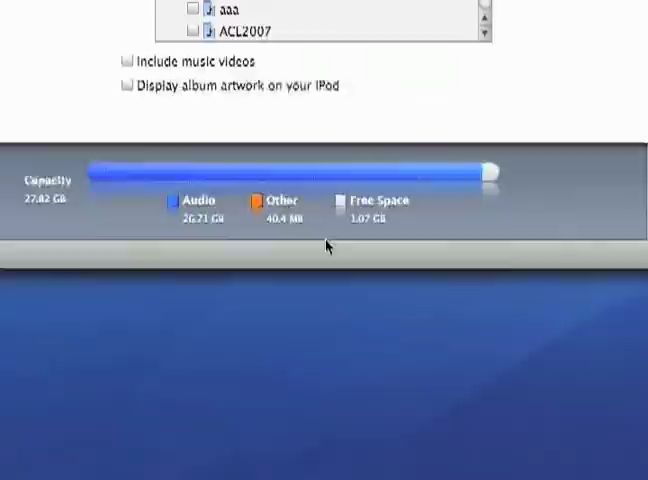 aaa
ACL2007
Include music videos
Display album artwork on your iPod
Capacity
27.82 GB
Audio
26.71 GB
Other
40.4 MB
Free Space
1.07 GB